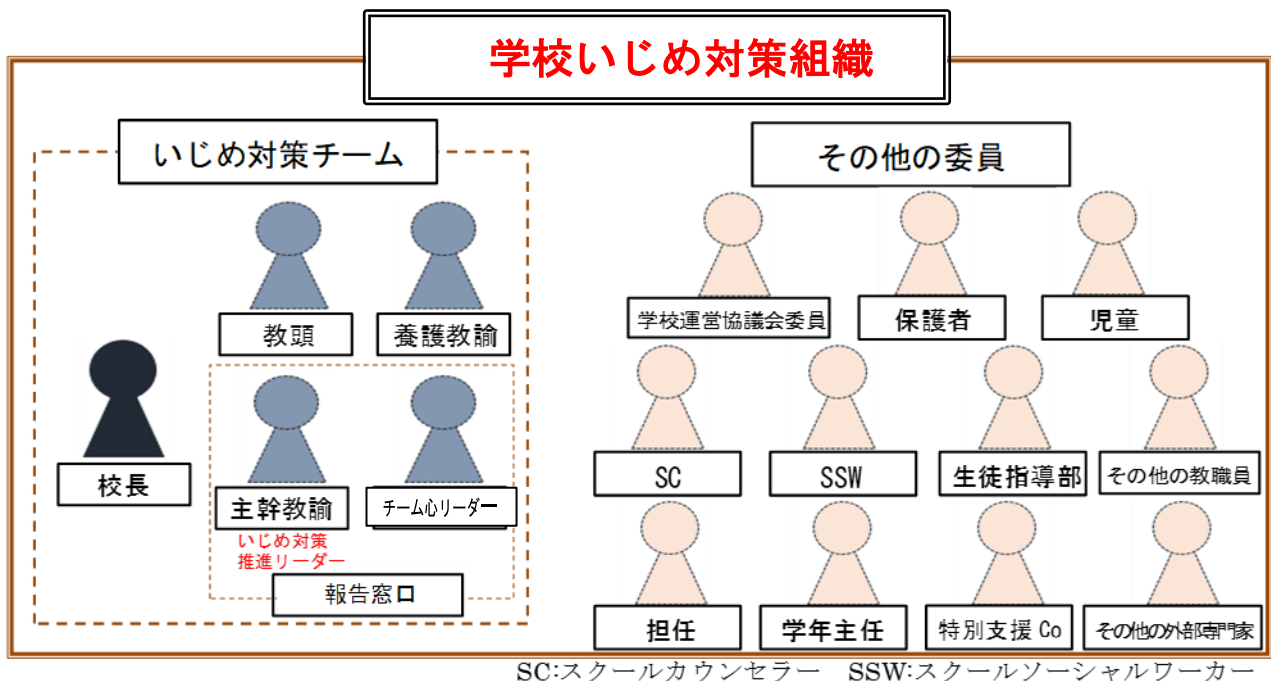 学校いじめ対策組織
いじめ対策チーム
教頭
養護教諭
校長
主幹教諭
いじめ対策
推進リーダー
チーム心リーダー
報告窓口
その他の委員
学校運営協議会委員
保護者
児童
SC
SSW
生徒指導部
その他の教職員
担任
学年主任
特別支援Co
その他の外部専門家
SC:スクールカウンセラー SSW:スクールソーシャルワーカー